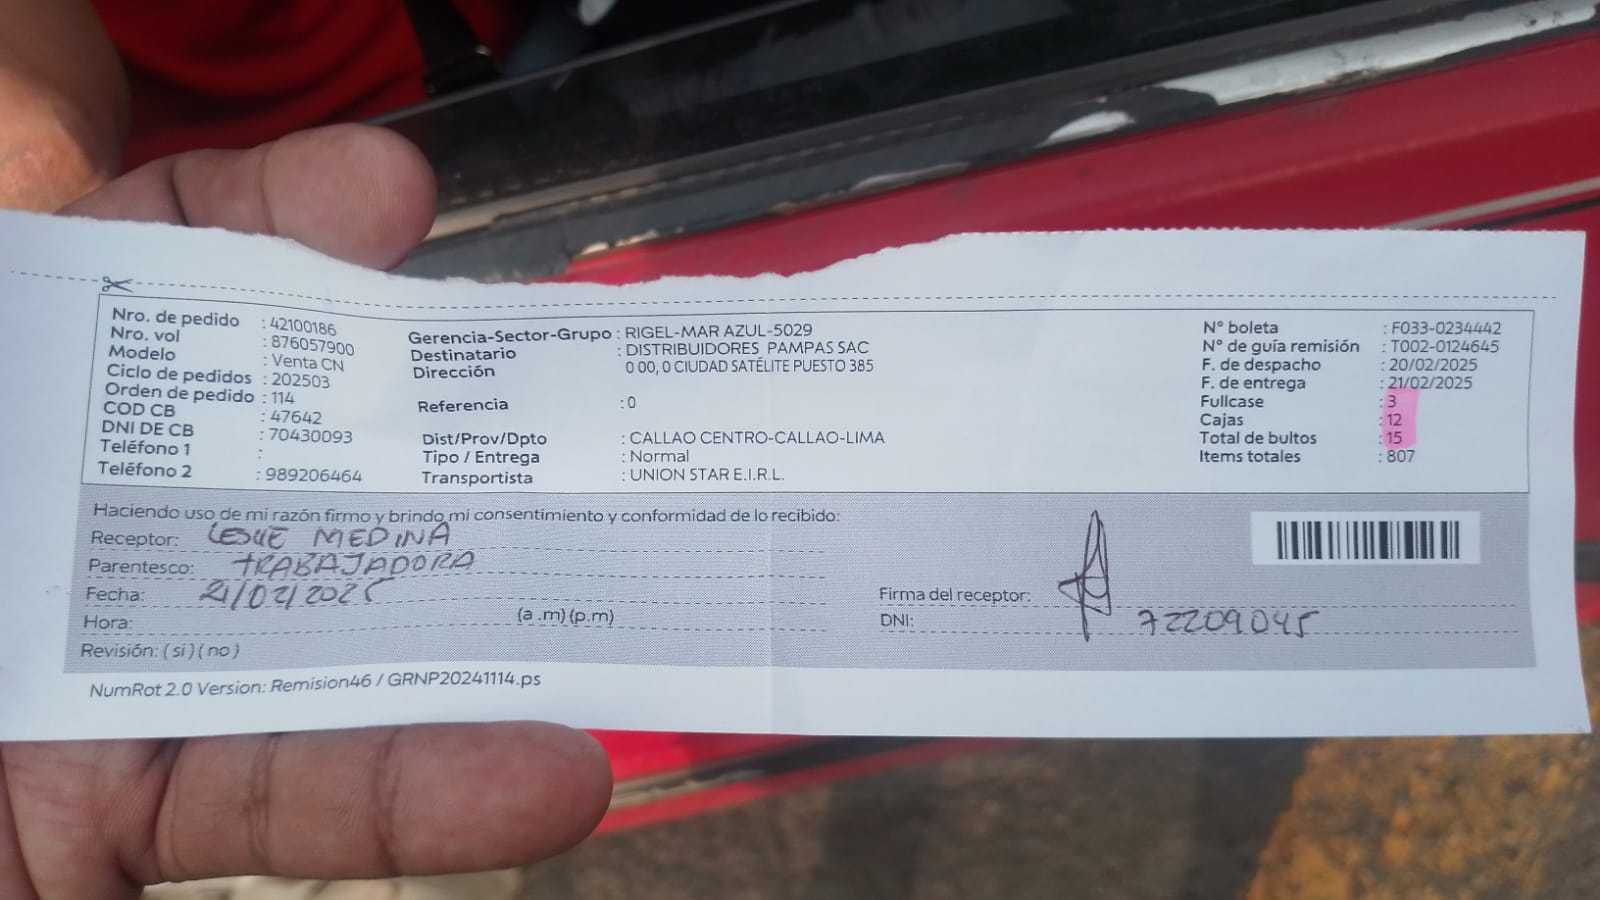 Nro. de pedido : 42100186
Nro. vol : 876057900
Modelo : Venta CN
Ciclo de pedidos : 202503
Orden de pedido : 114
COD CB : 47642
DNI DE CB : 70430093
Teléfono 1 :
Teléfono 2 : 989206464
Gerencia-Sector-Grupo : RIGEL-MAR AZUL-5029
Destinatario : DISTRIBUIDORES PAMPAS SAC
Dirección 0 00, 0 CIUDAD SATÉLITE PUESTO 385
Referencia : 0
Dist/Prov/Dpto : CALLAO CENTRO-CALLAO-LIMA
Tipo / Entrega : Normal
Transportista : UNION STAR E.I.R.L.
N° boleta : F033-0234442
N° de guía remisión : T002-0124645
F. de despacho : 20/02/2025
F. de entrega : 21/02/2025
Fullcase : 3
Cajas : 12
Total de bultos : 15
Items totales : 807
Haciendo uso de mi razón firmo y brindo mi consentimiento y conformidad de lo recibido:
Receptor: LESLIE MEDINA
Parentesco: TRABAJADORA
Fecha: 21/02/2025
Hora: (a .m) (p.m)
Revisión: ( si ) ( no )
Firma del receptor:
DNI: 72209045
NumRot 2.0 Version: Remision46 / GRNP20241114.ps